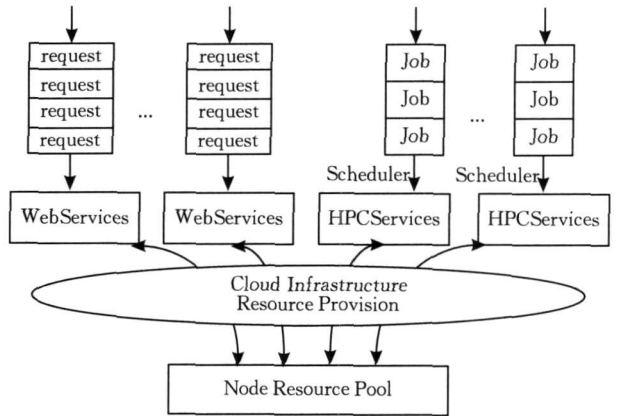 request
request
request
request
...
request
request
request
request
Job
Job
Job
...
Job
Job
Job
Scheduler
Scheduler
WebServices
WebServices
HPCServices
HPCServices
Cloud Infrastructure
Resource Provision
Node Resource Pool